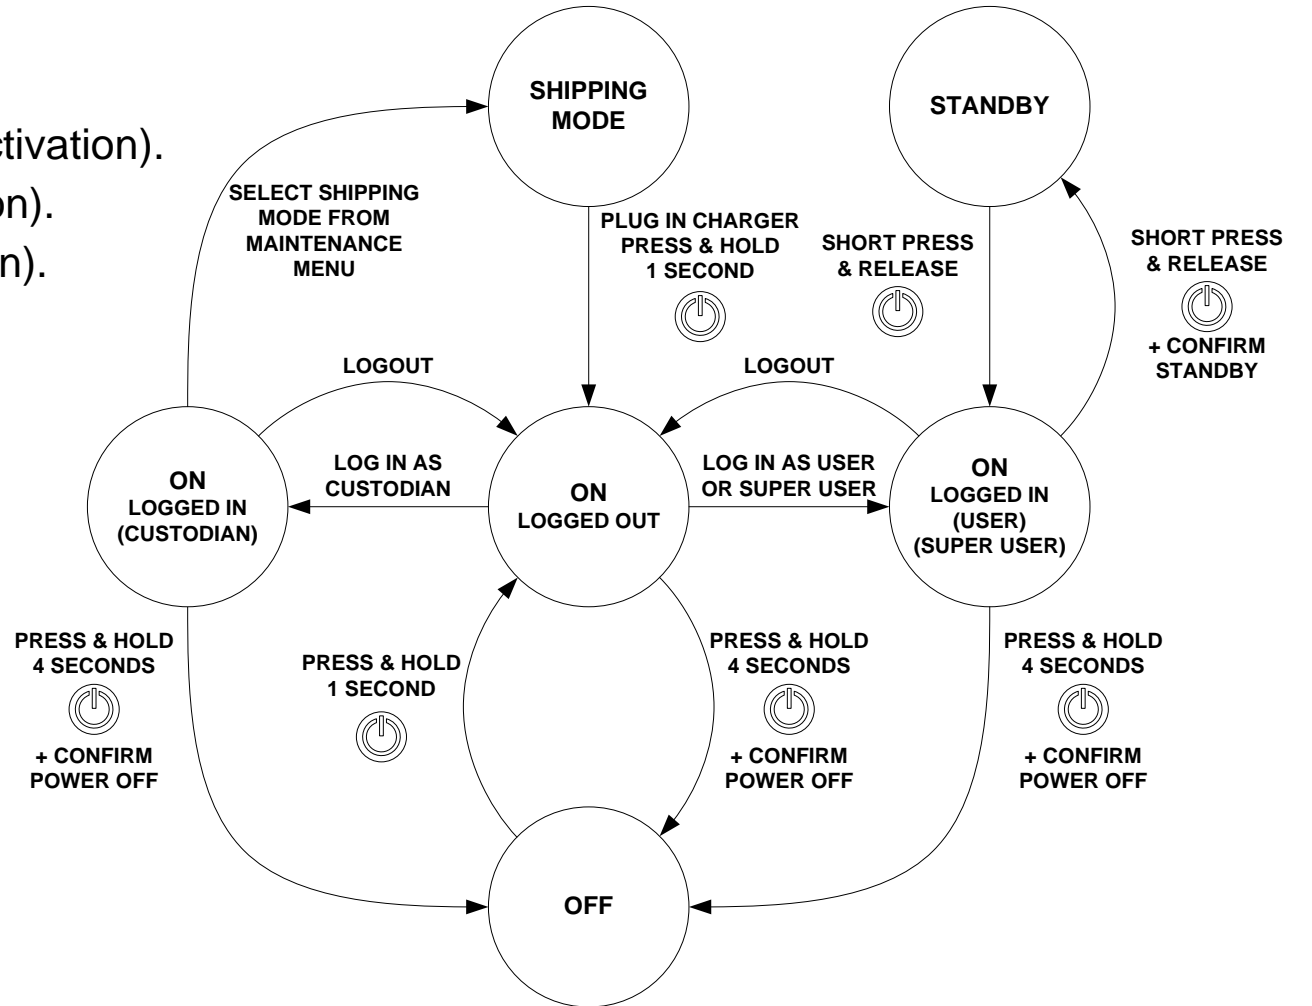 SHIPPING
MODE
STANDBY
ctivation).
on).
n).
SELECT SHIPPING
MODE FROM
MAINTENANCE
MENU
PLUG IN CHARGER
PRESS & HOLD
1 SECOND
SHORT PRESS
& RELEASE
SHORT PRESS
& RELEASE
+ CONFIRM
STANDBY
LOGOUT
LOGOUT
ON
LOGGED IN
(CUSTODIAN)
LOG IN AS
CUSTODIAN
ON
LOGGED OUT
LOG IN AS USER
OR SUPER USER
ON
LOGGED IN
(USER)
(SUPER USER)
PRESS & HOLD
4 SECONDS
+ CONFIRM
POWER OFF
PRESS & HOLD
1 SECOND
PRESS & HOLD
4 SECONDS
+ CONFIRM
POWER OFF
PRESS & HOLD
4 SECONDS
+ CONFIRM
POWER OFF
OFF